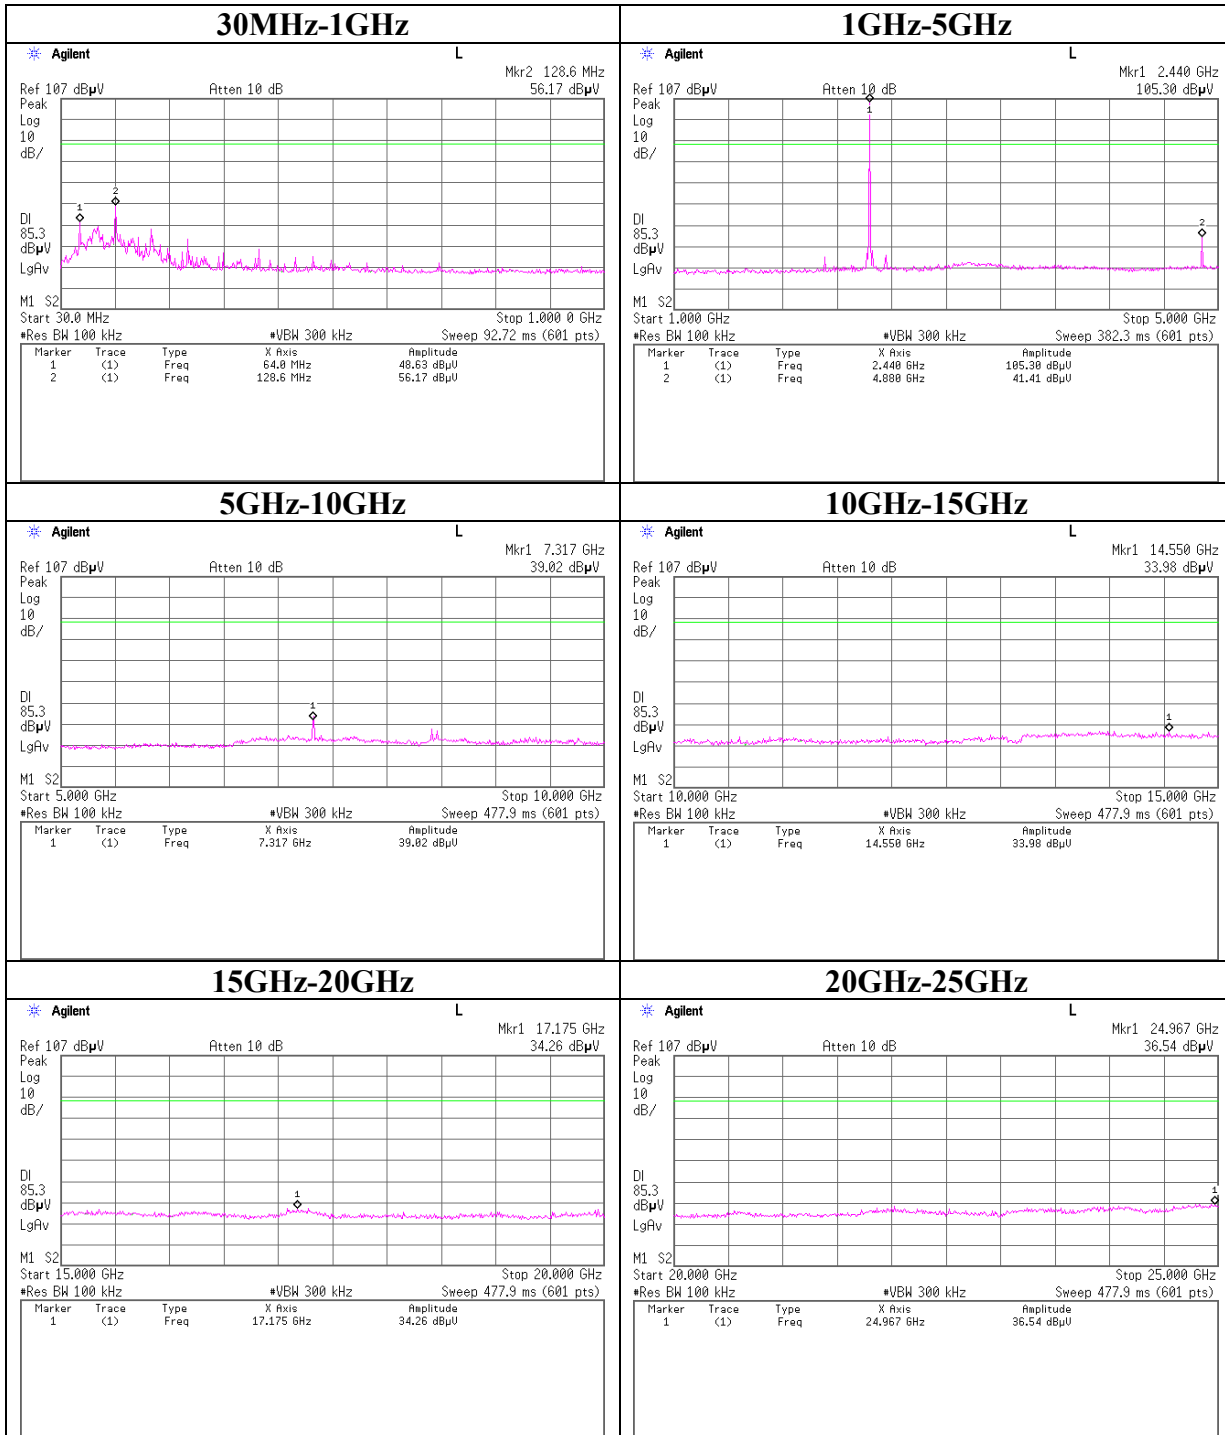 30MHz-1GHz
Agilent L
Mkr2 128.6 MHz
Ref 107 dBµV Atten 10 dB 56.17 dBµV
Peak
Log
10
dB/
2
1
DI
85.3
dBµV
LgAv
M1 S2
Start 30.0 MHz Stop 1.000 0 GHz
#Res BW 100 kHz #VBW 300 kHz Sweep 92.72 ms (601 pts)
Marker Trace Type X Axis Amplitude
1 (1) Freq 64.0 MHz 48.63 dBµV
2 (1) Freq 128.6 MHz 56.17 dBµV
1GHz-5GHz
Agilent L
Mkr1 2.440 GHz
Ref 107 dBµV Atten 10 dB 105.30 dBµV
Peak
Log
10
dB/
1
2
DI
85.3
dBµV
LgAv
M1 S2
Start 1.000 GHz Stop 5.000 GHz
#Res BW 100 kHz #VBW 300 kHz Sweep 382.3 ms (601 pts)
Marker Trace Type X Axis Amplitude
1 (1) Freq 2.440 GHz 105.30 dBµV
2 (1) Freq 4.880 GHz 41.41 dBµV
5GHz-10GHz
Agilent L
Mkr1 7.317 GHz
Ref 107 dBµV Atten 10 dB 39.02 dBµV
Peak
Log
10
dB/
1
DI
85.3
dBµV
LgAv
M1 S2
Start 5.000 GHz Stop 10.000 GHz
#Res BW 100 kHz #VBW 300 kHz Sweep 477.9 ms (601 pts)
Marker Trace Type X Axis Amplitude
1 (1) Freq 7.317 GHz 39.02 dBµV
10GHz-15GHz
Agilent L
Mkr1 14.550 GHz
Ref 107 dBµV Atten 10 dB 33.98 dBµV
Peak
Log
10
dB/
1
DI
85.3
dBµV
LgAv
M1 S2
Start 10.000 GHz Stop 15.000 GHz
#Res BW 100 kHz #VBW 300 kHz Sweep 477.9 ms (601 pts)
Marker Trace Type X Axis Amplitude
1 (1) Freq 14.550 GHz 33.98 dBµV
15GHz-20GHz
Agilent L
Mkr1 17.175 GHz
Ref 107 dBµV Atten 10 dB 34.26 dBµV
Peak
Log
10
dB/
1
DI
85.3
dBµV
LgAv
M1 S2
Start 15.000 GHz Stop 20.000 GHz
#Res BW 100 kHz #VBW 300 kHz Sweep 477.9 ms (601 pts)
Marker Trace Type X Axis Amplitude
1 (1) Freq 17.175 GHz 34.26 dBµV
20GHz-25GHz
Agilent L
Mkr1 24.967 GHz
Ref 107 dBµV Atten 10 dB 36.54 dBµV
Peak
Log
10
dB/
1
DI
85.3
dBµV
LgAv
M1 S2
Start 20.000 GHz Stop 25.000 GHz
#Res BW 100 kHz #VBW 300 kHz Sweep 477.9 ms (601 pts)
Marker Trace Type X Axis Amplitude
1 (1) Freq 24.967 GHz 36.54 dBµV